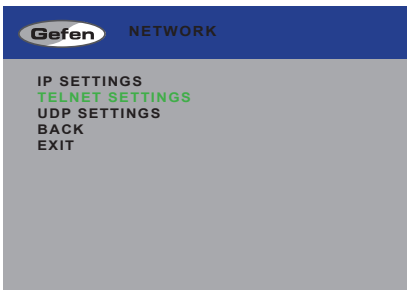 Gefen NETWORK
IP SETTINGS
TELNET SETTINGS
UDP SETTINGS
BACK
EXIT